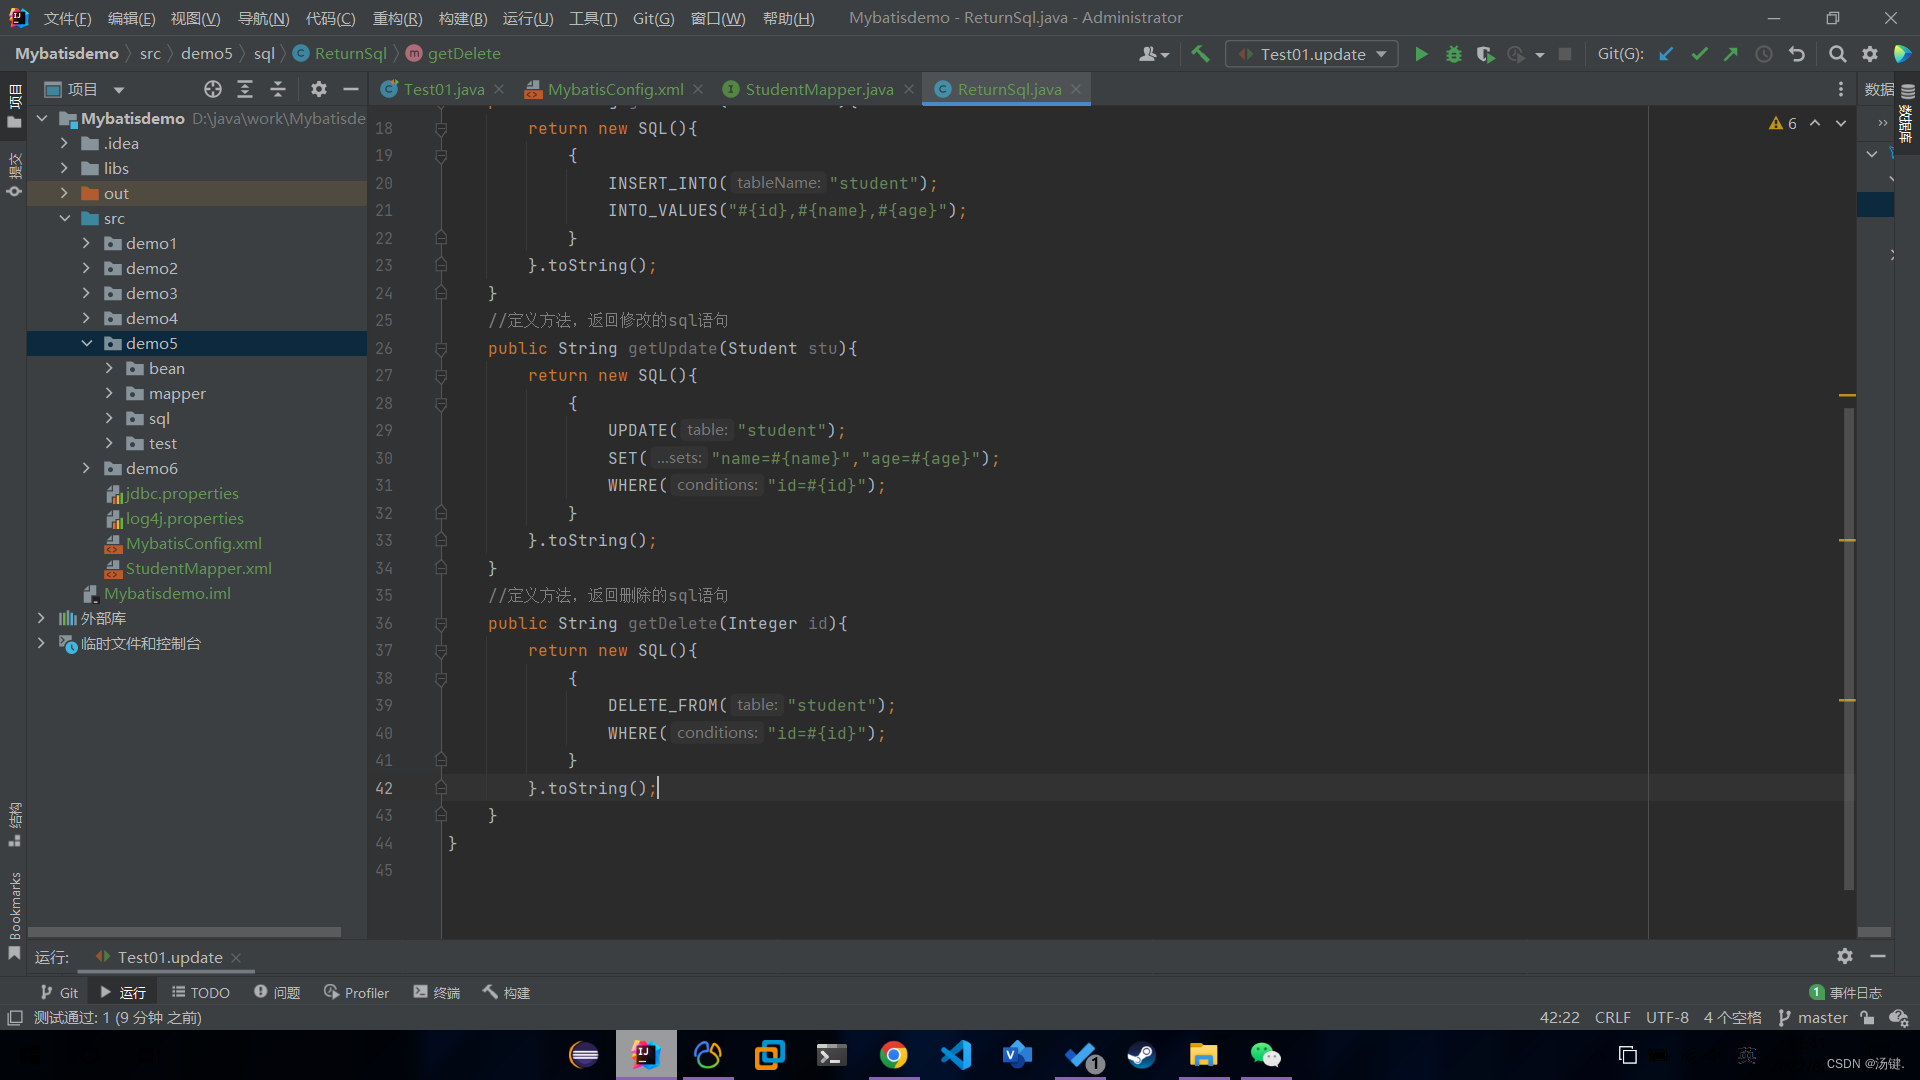 文件(F) 编辑(E) 视图(V) 导航(N) 代码(C) 重构(R) 构建(B) 运行(U) 工具(T) Git(G) 窗口(W) 帮助(H) Mybatisdemo - ReturnSql.java - Administrator
Mybatisdemo src demo5 sql ReturnSql getDelete Test01.update Git(G):
项目 Test01.java MybatisConfig.xml StudentMapper.java ReturnSql.java 数据
项目
提交
结构
Bookmarks
数据库
Mybatisdemo D:\java\work\Mybatisde
.idea
libs
out
src
demo1
demo2
demo3
demo4
demo5
bean
mapper
sql
test
demo6
jdbc.properties
log4j.properties
MybatisConfig.xml
StudentMapper.xml
Mybatisdemo.iml
外部库
临时文件和控制台
6
18 return new SQL(){
19 {
20 INSERT_INTO( tableName: "student");
21 INTO_VALUES("#{id},#{name},#{age}");
22 }
23 }.toString();
24 }
25 //定义方法，返回修改的sql语句
26 public String getUpdate(Student stu){
27 return new SQL(){
28 {
29 UPDATE( table: "student");
30 SET( ...sets: "name=#{name}","age=#{age}");
31 WHERE( conditions: "id=#{id}");
32 }
33 }.toString();
34 }
35 //定义方法，返回删除的sql语句
36 public String getDelete(Integer id){
37 return new SQL(){
38 {
39 DELETE_FROM( table: "student");
40 WHERE( conditions: "id=#{id}");
41 }
42 }.toString();
43 }
44 }
45
运行: Test01.update
Git 运行 TODO 问题 Profiler 终端 构建 1 事件日志
测试通过: 1 (9 分钟 之前) 42:22 CRLF UTF-8 4 个空格 master
1 英
CSDN @汤键.